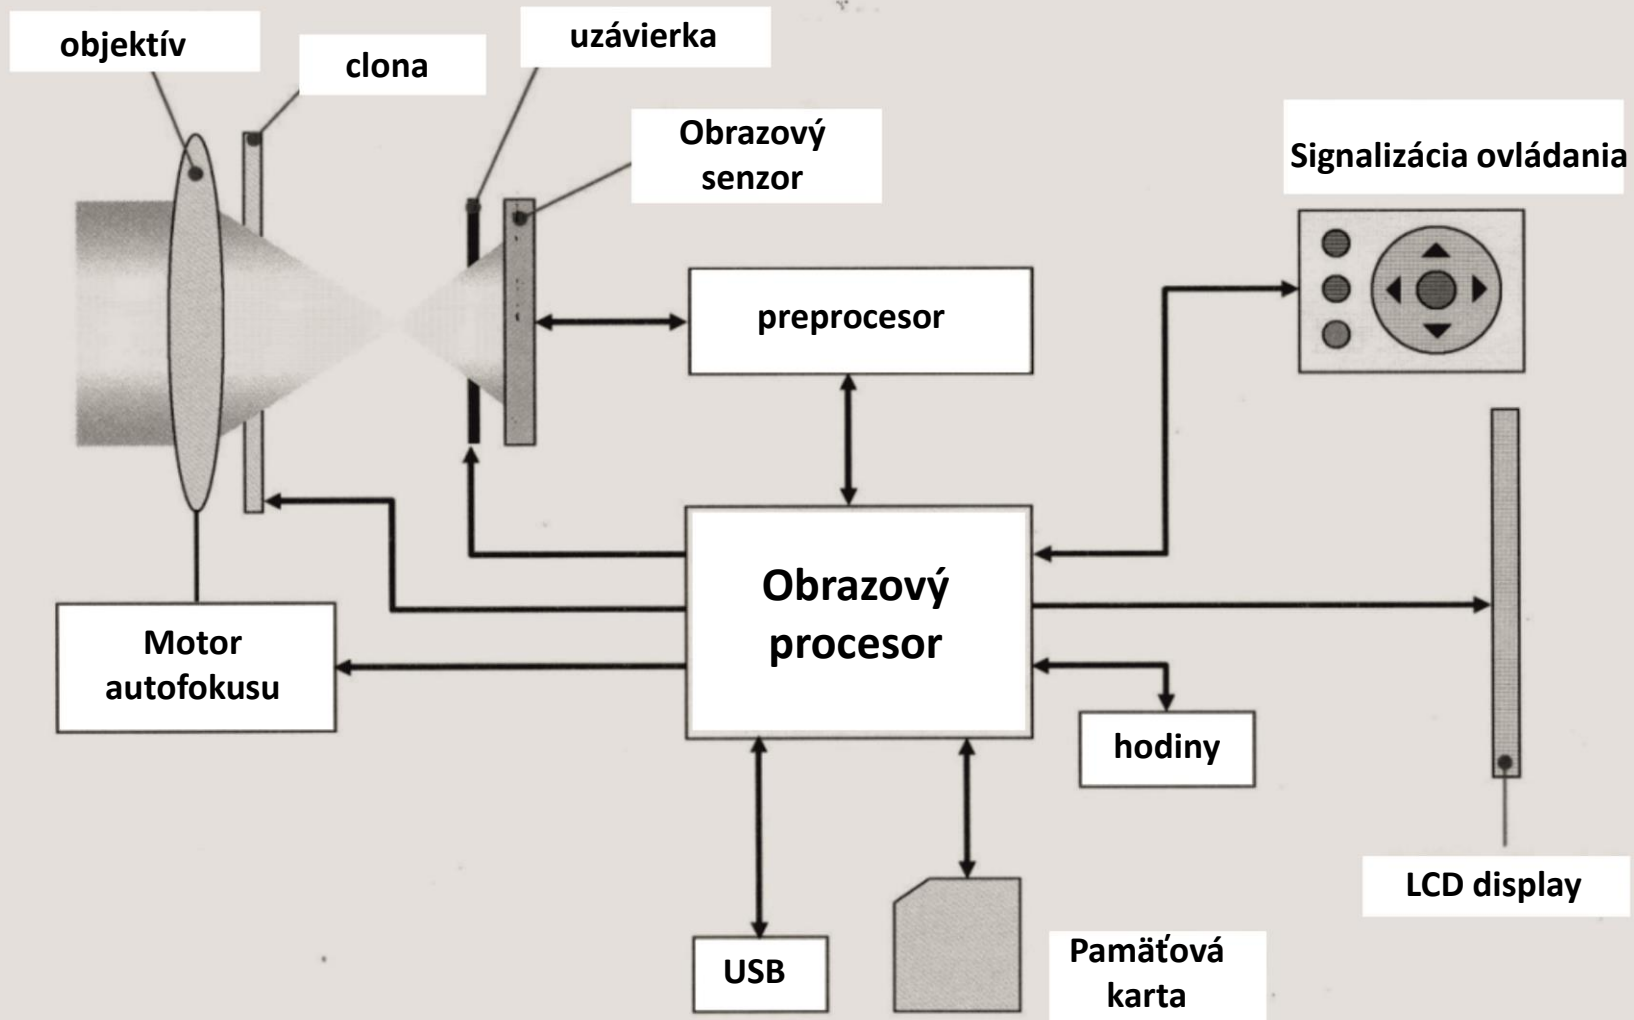 objektív
clona
uzávierka
Obrazový
senzor
Signalizácia ovládania
preprocesor
Obrazový
procesor
Motor
autofokusu
hodiny
LCD display
USB
Pamäťová
karta